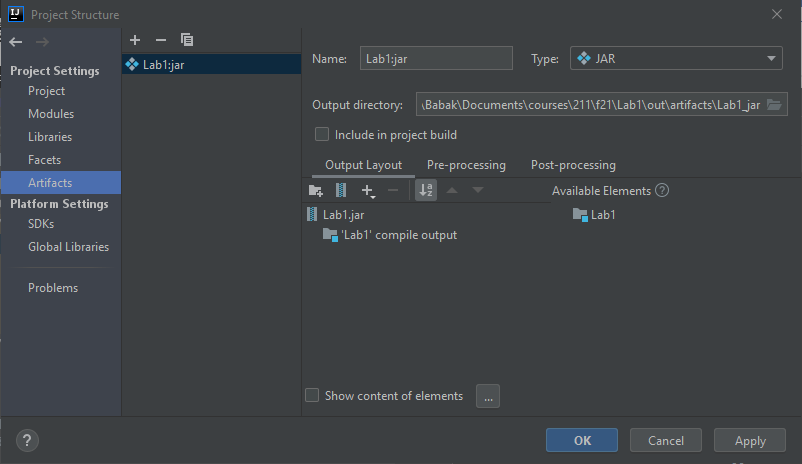 IJ Project Structure
Project Settings
Project
Modules
Libraries
Facets
Artifacts
Platform Settings
SDKs
Global Libraries
Problems
Lab1:jar
Name: Lab1:jar Type: JAR
Output directory: \Babak\Documents\courses\211\f21\Lab1\out\artifacts\Lab1_jar
Include in project build
Output Layout Pre-processing Post-processing
Available Elements ?
Lab1.jar
'Lab1' compile output
Lab1
Show content of elements ...
? OK Cancel Apply